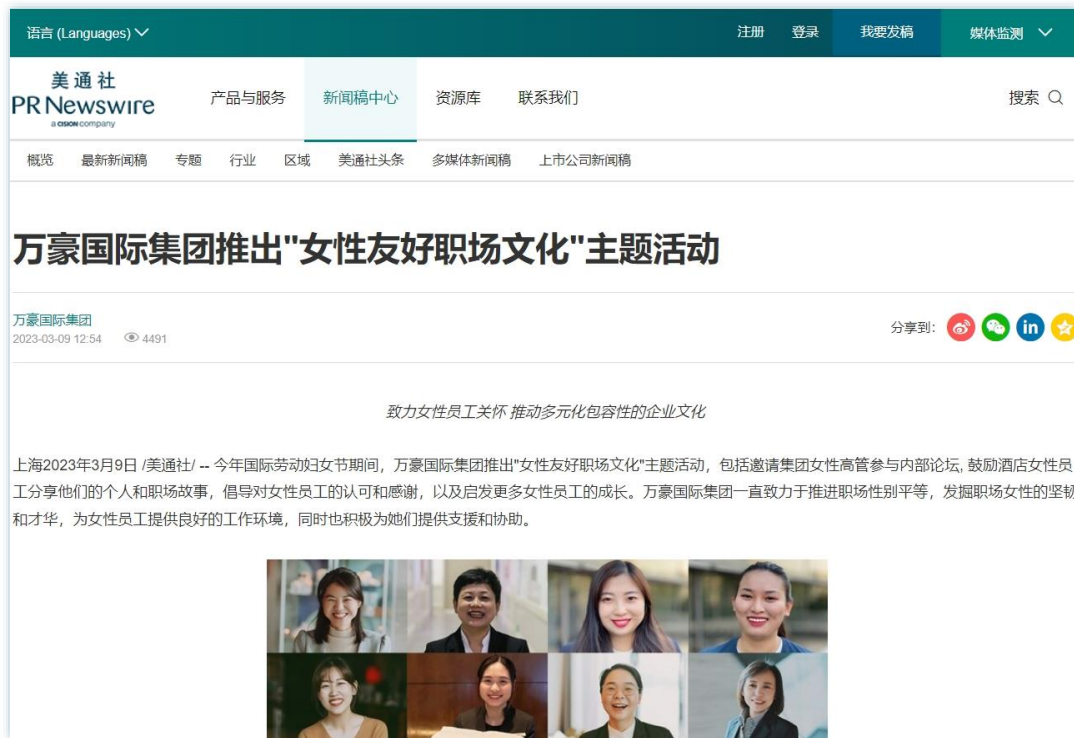 语言 (Languages)
注册 登录 我要发稿 媒体监测
美通社
PR Newswire
a CISION company
产品与服务 新闻稿中心 资源库 联系我们 搜索
概览 最新新闻稿 专题 行业 区域 美通社头条 多媒体新闻稿 上市公司新闻稿
万豪国际集团推出"女性友好职场文化"主题活动
万豪国际集团
2023-03-09 12:54 4491
分享到:
致力女性员工关怀 推动多元化包容性的企业文化
上海2023年3月9日 /美通社/ -- 今年国际劳动妇女节期间，万豪国际集团推出"女性友好职场文化"主题活动，包括邀请集团女性高管参与内部论坛, 鼓励酒店女性员
工分享他们的个人和职场故事，倡导对女性员工的认可和感谢，以及启发更多女性员工的成长。万豪国际集团一直致力于推进职场性别平等，发掘职场女性的坚韧
和才华，为女性员工提供良好的工作环境，同时也积极为她们提供支援和协助。